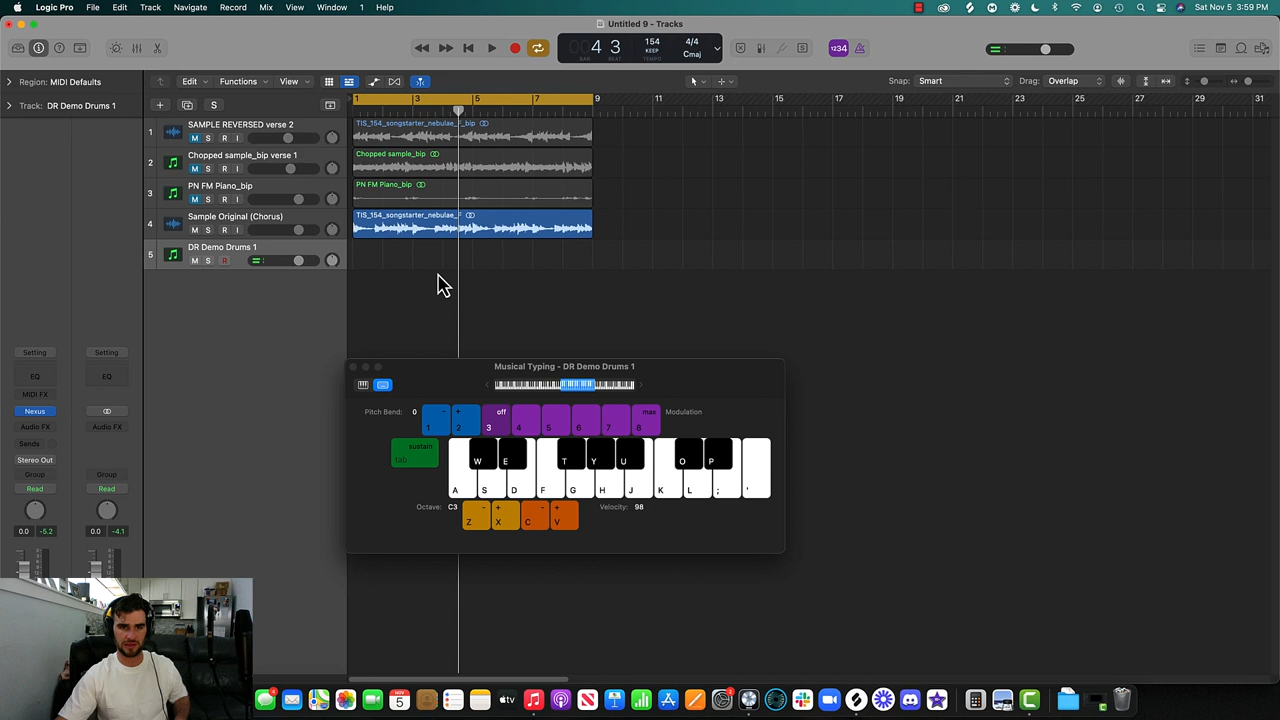 Logic Pro File Edit Track Navigate Record Mix View Window 1 Help Sat Nov 5 3:59 PM
Untitled 9 - Tracks
4 3 154 4/4
BAR BEAT KEEP TEMPO Cmaj
1234
Region: MIDI Defaults Edit Functions View Snap: Smart Drag: Overlap
Track: DR Demo Drums 1 S 1 3 5 7 9 11 13 15 17 19 21 23 25 27 29 31
1 SAMPLE REVERSED verse 2 TIS_154_songstarter_nebulae_ _bip
M S R I
2 Chopped sample_bip verse 1 Chopped sample_bip
M S R I
3 PN FM Piano_bip PN FM Piano_bip
M S R I
4 Sample Original (Chorus) TIS_154_songstarter_nebulae_
M S R I
5 DR Demo Drums 1
M S R
Setting Setting
EQ EQ
MIDI FX
Nexus
Audio FX Audio FX
Sends
Stereo Out
Group Group
Read Read
0.0 -5.2 0.0 -4.1
Musical Typing - DR Demo Drums 1
Pitch Bend: 0 - + off max Modulation
1 2 3 4 5 6 7 8
sustain W E T Y U O P
tab
A S D F G H J K L ; '
Octave: C3 - + - + Velocity: 98
Z X C V
NOV
5